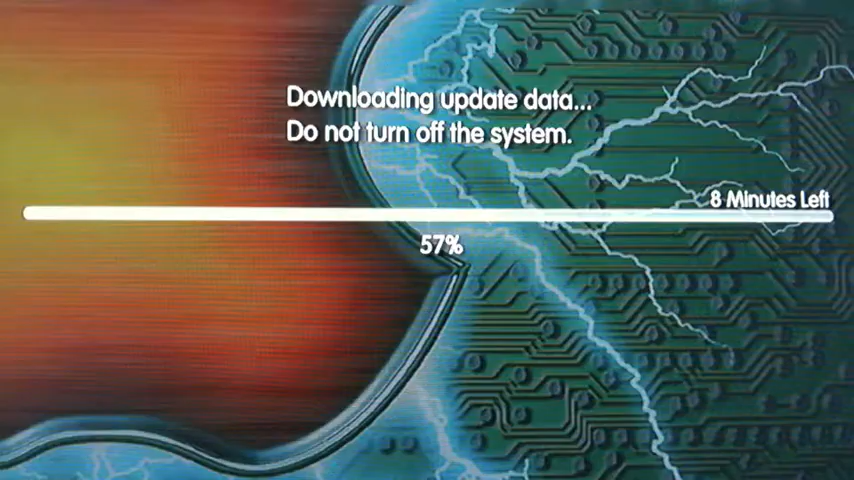 Downloading update data...
Do not turn off the system.
8 Minutes Left
57%